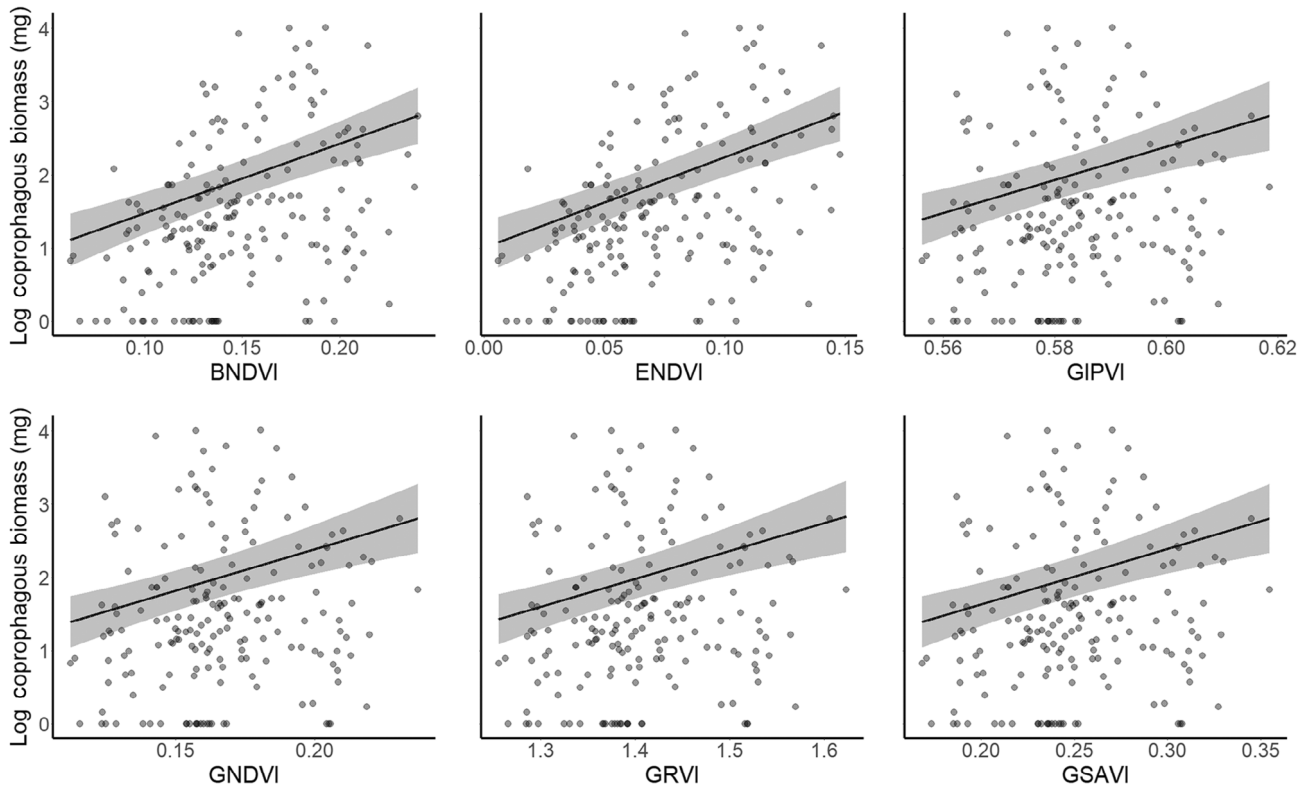 Log coprophagous biomass (mg)
4
3
2
1
0
0.10 0.15 0.20
BNDVI
0.00 0.05 0.10 0.15
ENDVI
0.56 0.58 0.60 0.62
GIPVI
Log coprophagous biomass (mg)
4
3
2
1
0
0.15 0.20
GNDVI
1.3 1.4 1.5 1.6
GRVI
0.20 0.25 0.30 0.35
GSAVI